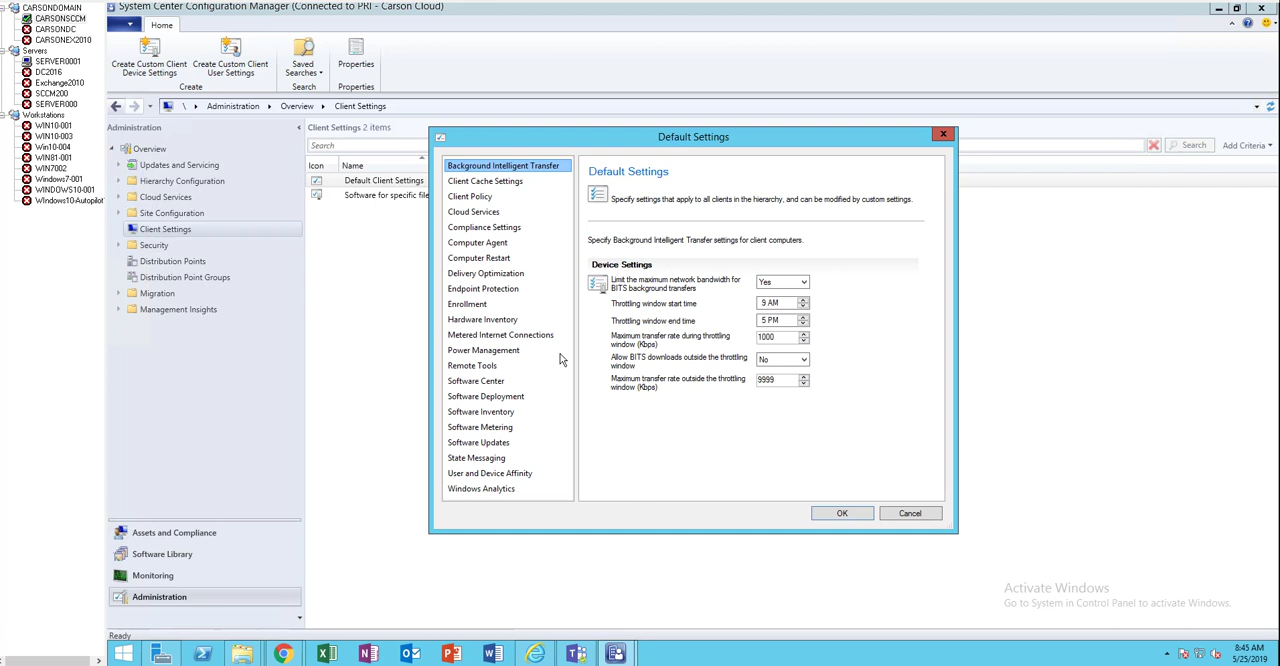 CARSONDOMAIN
CARSONSCCM
CARSONDC
CARSONEX2010
Servers
SERVER0001
DC2016
Exchange2010
SCCM200
SERVER000
Workstations
WIN10-001
WIN10-003
Win10-004
WIN81-001
WIN7002
Windows7-001
WINDOWS10-001
WIndows10-Autopilot
System Center Configuration Manager (Connected to PRI - Carson Cloud)
Home
Create Custom Client Device Settings
Create Custom Client User Settings
Saved Searches
Properties
Create
Search
Properties
\ Administration Overview Client Settings
Administration
Overview
Updates and Servicing
Hierarchy Configuration
Cloud Services
Site Configuration
Client Settings
Security
Distribution Points
Distribution Point Groups
Migration
Management Insights
Assets and Compliance
Software Library
Monitoring
Administration
Client Settings 2 items
Search
Search
Add Criteria
Icon Name
Default Client Settings
Software for specific file
Default Settings
Background Intelligent Transfer
Client Cache Settings
Client Policy
Cloud Services
Compliance Settings
Computer Agent
Computer Restart
Delivery Optimization
Endpoint Protection
Enrollment
Hardware Inventory
Metered Internet Connections
Power Management
Remote Tools
Software Center
Software Deployment
Software Inventory
Software Metering
Software Updates
State Messaging
User and Device Affinity
Windows Analytics
Default Settings
Specify settings that apply to all clients in the hierarchy, and can be modified by custom settings.
Specify Background Intelligent Transfer settings for client computers.
Device Settings
Limit the maximum network bandwidth for
BITS background transfers
Yes
Throttling window start time
9 AM
Throttling window end time
5 PM
Maximum transfer rate during throttling
window (Kbps)
1000
Allow BITS downloads outside the throttling
window
No
Maximum transfer rate outside the throttling
window (Kbps)
9999
OK
Cancel
Activate Windows
Go to System in Control Panel to activate Windows.
Ready
8:45 AM
5/25/2019